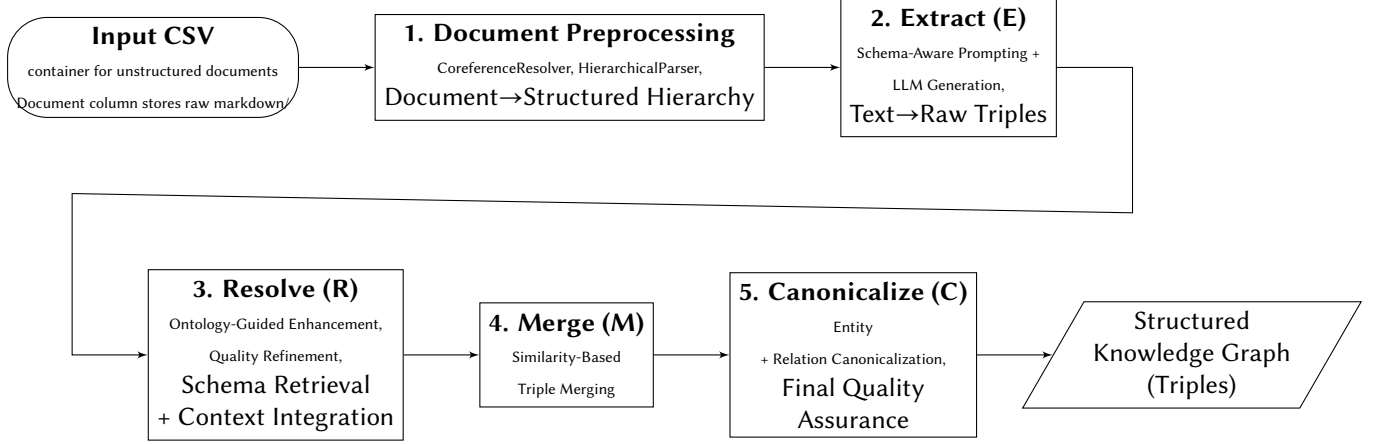 Input CSV
container for unstructured documents
Document column stores raw markdown/
1. Document Preprocessing
CoreferenceResolver, HierarchicalParser,
Document→Structured Hierarchy
2. Extract (E)
Schema-Aware Prompting +
LLM Generation,
Text→Raw Triples
3. Resolve (R)
Ontology-Guided Enhancement,
Quality Refinement,
Schema Retrieval
+ Context Integration
4. Merge (M)
Similarity-Based
Triple Merging
5. Canonicalize (C)
Entity
+ Relation Canonicalization,
Final Quality
Assurance
Structured
Knowledge Graph
(Triples)